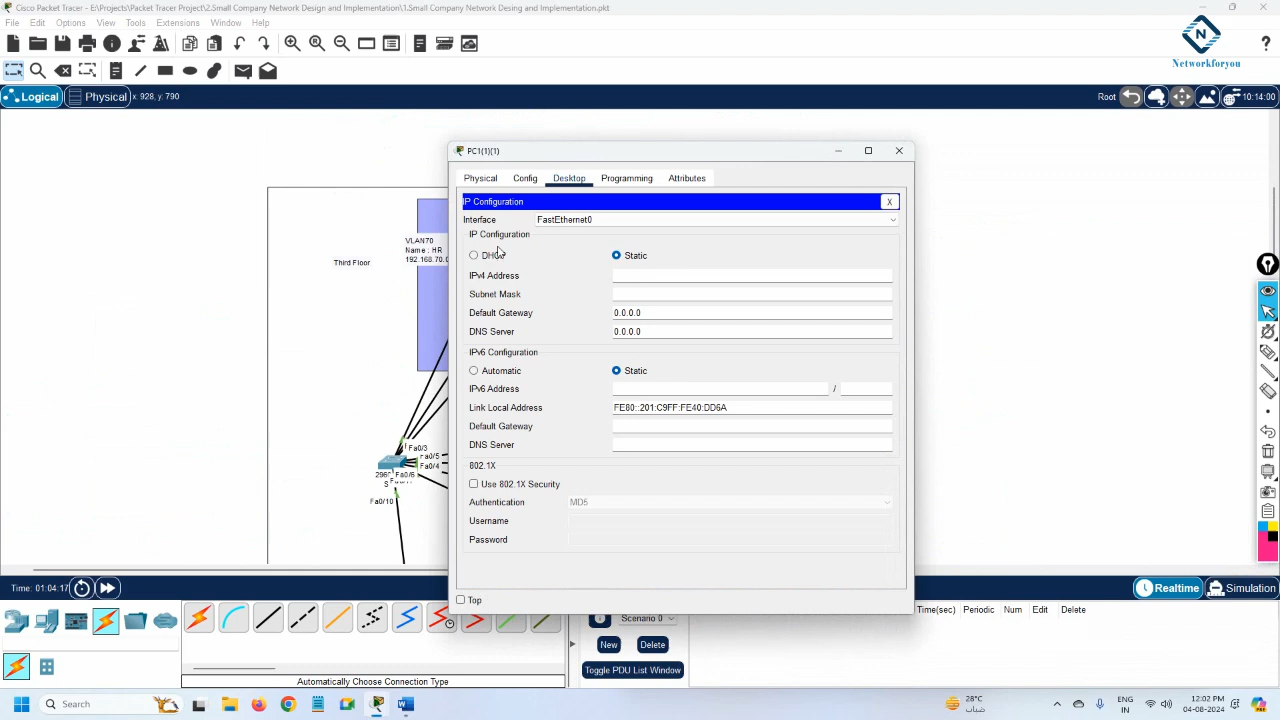 Cisco Packet Tracer - E:\Projects\Packet Tracer Project\2.Small Company Network Design and Implementation\1.Small Company Network Desing and Implementation.pkt
File Edit Options View Tools Extensions Window Help
N
Networkforyou
?
Logical Physical x: 928, y: 790 Root 10:14:00
PC1(1)(1)
Physical Config Desktop Programming Attributes
IP Configuration X
Interface FastEthernet0
IP Configuration
DHCP Static
IPv4 Address
Subnet Mask
Default Gateway 0.0.0.0
DNS Server 0.0.0.0
IPv6 Configuration
Automatic Static
IPv6 Address /
Link Local Address FE80::201:C9FF:FE40:DD6A
Default Gateway
DNS Server
802.1X
Use 802.1X Security
Authentication MD5
Username
Password
Top
VLAN70
Name : HR
192.168.70.0
Third Floor
Fa0/3
Fa0/5
Fa0/4
Fa0/6
Fa0/10
Time: 01:04:17 Realtime Simulation
Scenario 0 Time(sec) Periodic Num Edit Delete
New Delete
Toggle PDU List Window
Automatically Choose Connection Type
Search
28°C
ضباب
ENG
IN
12:02 PM
04-08-2024